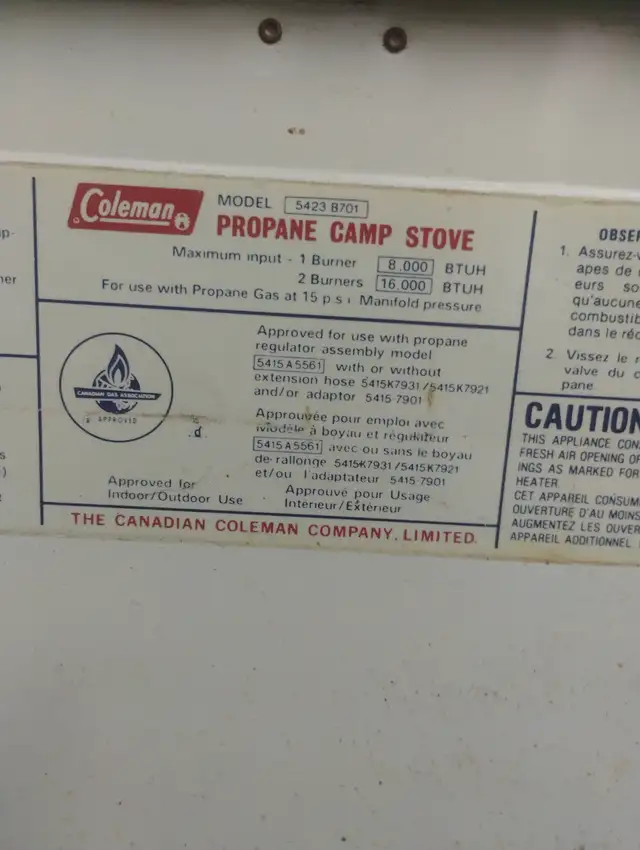 Coleman
MODEL 5423 B701
PROPANE CAMP STOVE
Maximum input - 1 Burner 8.000 BTUH
2 Burners 16.000 BTUH
For use with Propane Gas at 15 p s i Manifold pressure
CANADIAN GAS ASSOCIATION
APPROVED
Approved for use with propane
regulator assembly model
5415A5561 with or without
extension hose 5415K7931/5415K7921
and/or adaptor 5415-7901
Approuvée pour emploi avec
Modèle à boyau et régulateur
5415A5561 avec ou sans le boyau
de rallonge 5415K7931/5415K7921
et/ou l'adaptateur 5415-7901
Approved for
Indoor/Outdoor Use
Approuvé pour Usage
Intérieur/Extérieur
THE CANADIAN COLEMAN COMPANY, LIMITED.
OBSER
1. Assurez-v
apes de
eurs so
qu'aucune
combustib
dans le réc
2. Vissez le r
valve du c
pane
CAUTION
THIS APPLIANCE CON
FRESH AIR OPENING OF
INGS AS MARKED FOR
HEATER.
CET APPAREIL CONSUM
OUVERTURE D'AU MOINS
AUGMENTEZ LES OUVER
APPAREIL ADDITIONNEL